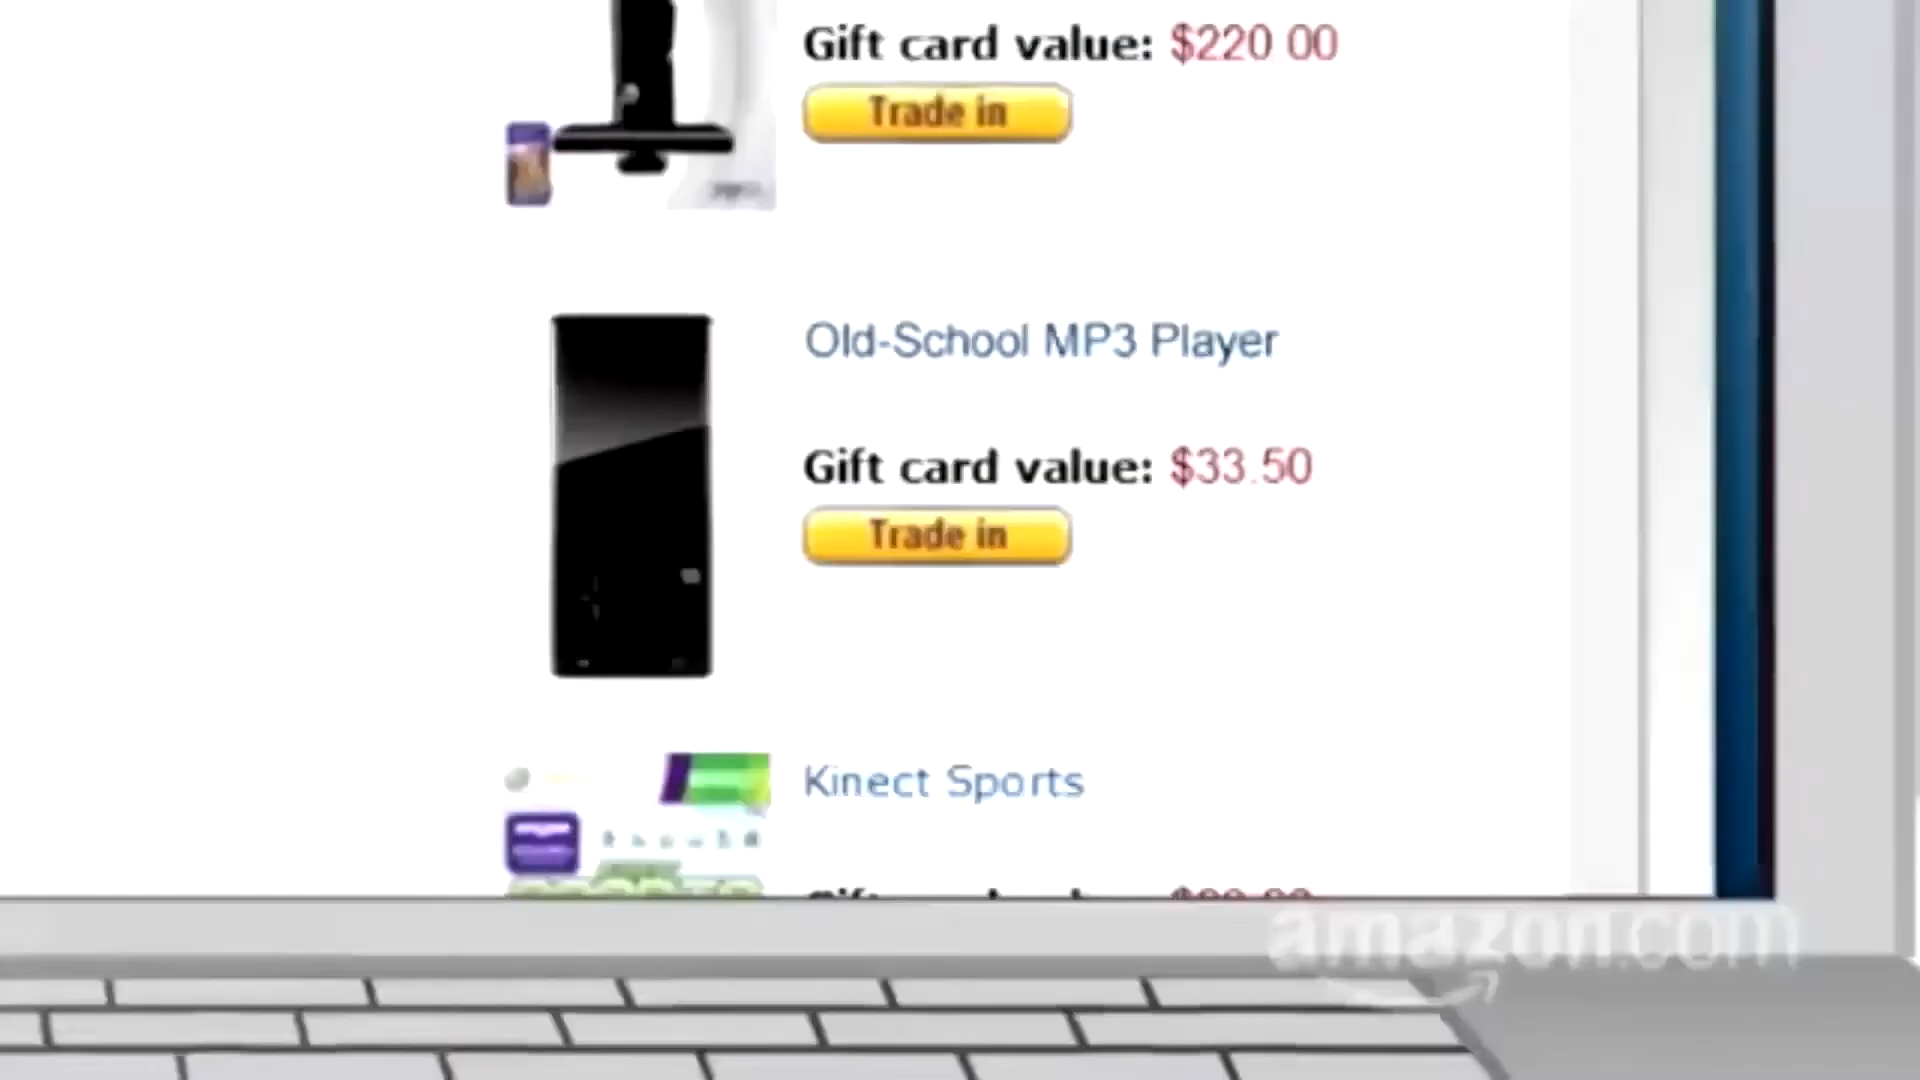 Gift card value: $220 00
Trade in
Old-School MP3 Player
Gift card value: $33.50
Trade in
Kinect Sports
amazon.com